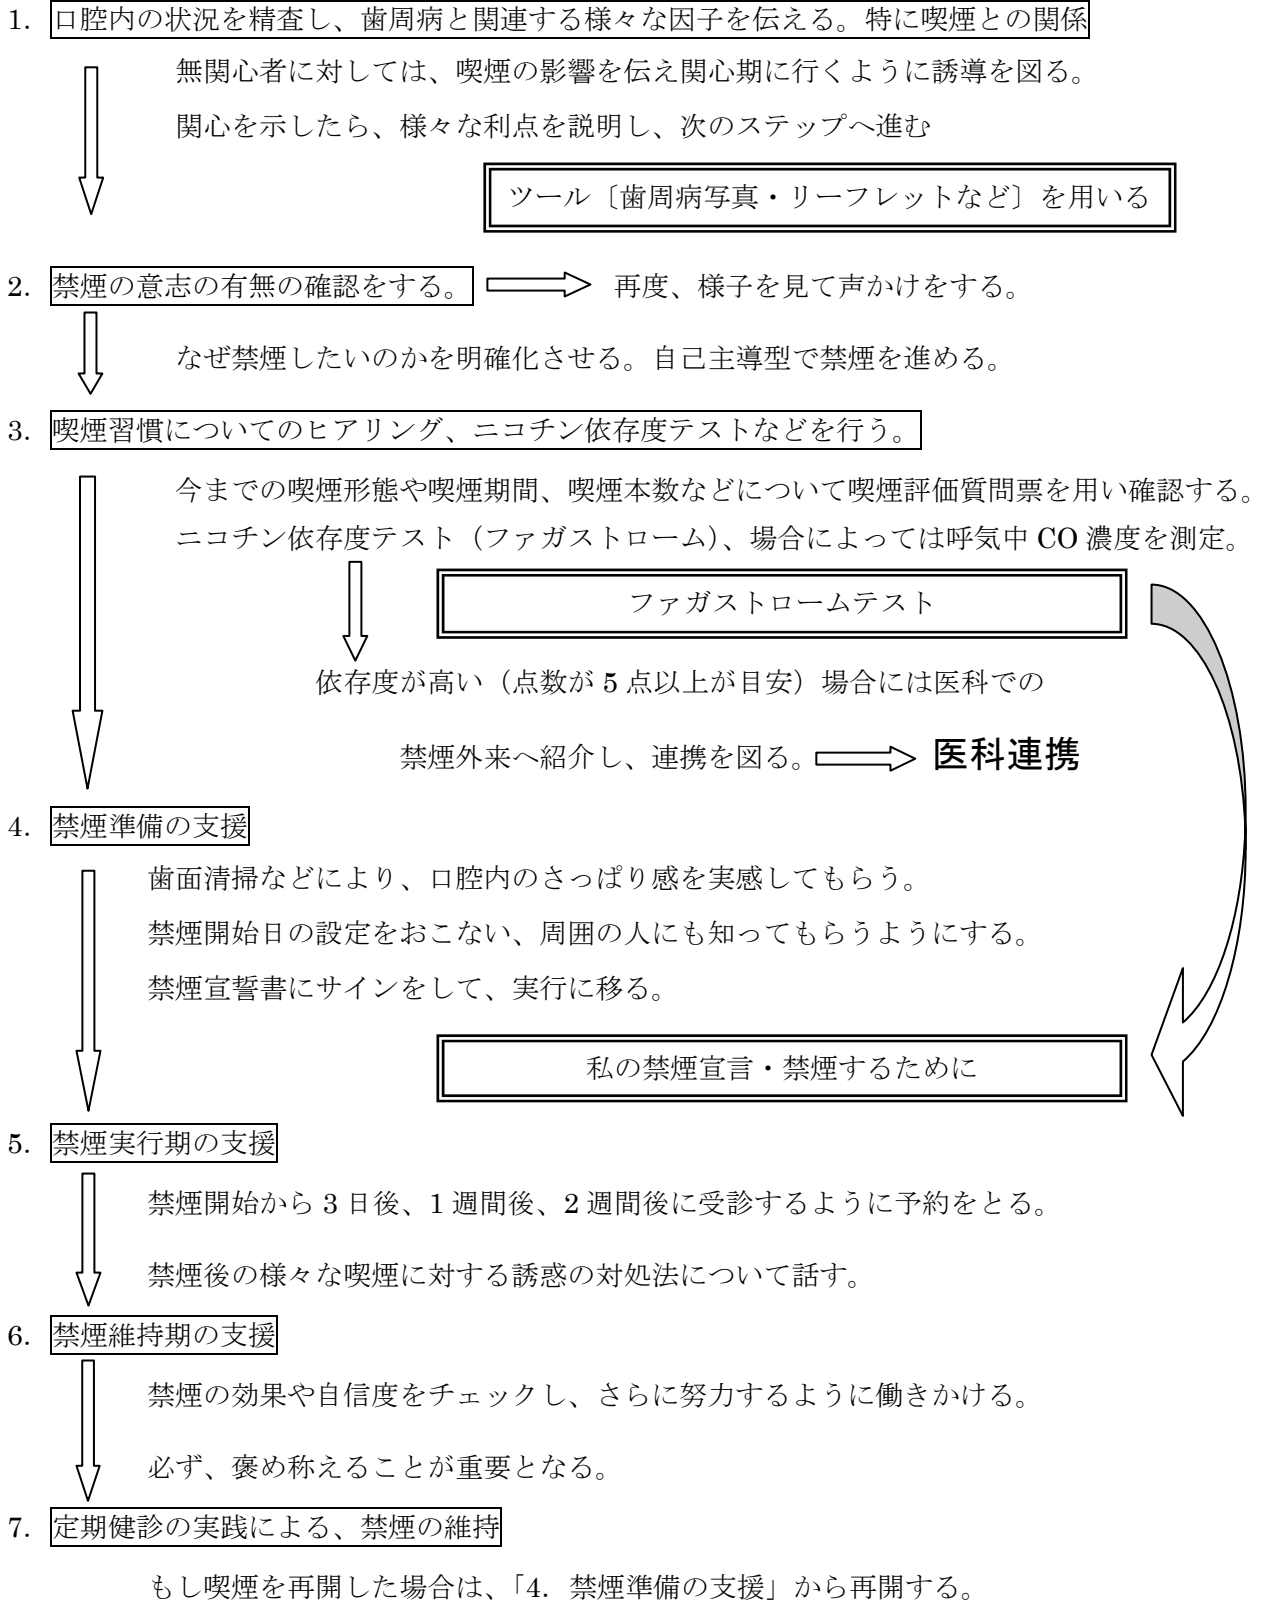 1. 口腔内の状況を精査し、歯周病と関連する様々な因子を伝える。特に喫煙との関係
無関心者に対しては、喫煙の影響を伝え関心期に行くように誘導を図る。
関心を示したら、様々な利点を説明し、次のステップへ進む
ツール〔歯周病写真・リーフレットなど〕を用いる
2. 禁煙の意志の有無の確認をする。 再度、様子を見て声かけをする。
なぜ禁煙したいのかを明確化させる。自己主導型で禁煙を進める。
3. 喫煙習慣についてのヒアリング、ニコチン依存度テストなどを行う。
今までの喫煙形態や喫煙期間、喫煙本数などについて喫煙評価質問票を用い確認する。
ニコチン依存度テスト（ファガストローム）、場合によっては呼気中 CO 濃度を測定。
ファガストロームテスト
依存度が高い（点数が 5 点以上が目安）場合には医科での
禁煙外来へ紹介し、連携を図る。 医科連携
4. 禁煙準備の支援
歯面清掃などにより、口腔内のさっぱり感を実感してもらう。
禁煙開始日の設定をおこない、周囲の人にも知ってもらうようにする。
禁煙宣誓書にサインをして、実行に移る。
私の禁煙宣言・禁煙するために
5. 禁煙実行期の支援
禁煙開始から 3 日後、1 週間後、2 週間後に受診するように予約をとる。
禁煙後の様々な喫煙に対する誘惑の対処法について話す。
6. 禁煙維持期の支援
禁煙の効果や自信度をチェックし、さらに努力するように働きかける。
必ず、褒め称えることが重要となる。
7. 定期健診の実践による、禁煙の維持
もし喫煙を再開した場合は、「4. 禁煙準備の支援」から再開する。